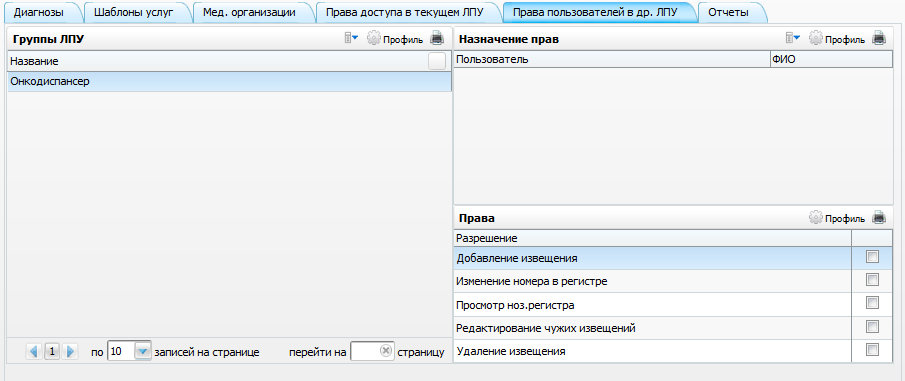 Диагнозы Шаблоны услуг Мед. организации Права доступа в текущем ЛПУ Права пользователей в др. ЛПУ Отчеты
Группы ЛПУ Профиль
Название
Онкодиспансер
1 по 10 записей на странице перейти на страницу
Назначение прав Профиль
Пользователь ФИО
Права Профиль
Разрешение
Добавление извещения
Изменение номера в регистре
Просмотр ноз.регистра
Редактирование чужих извещений
Удаление извещения